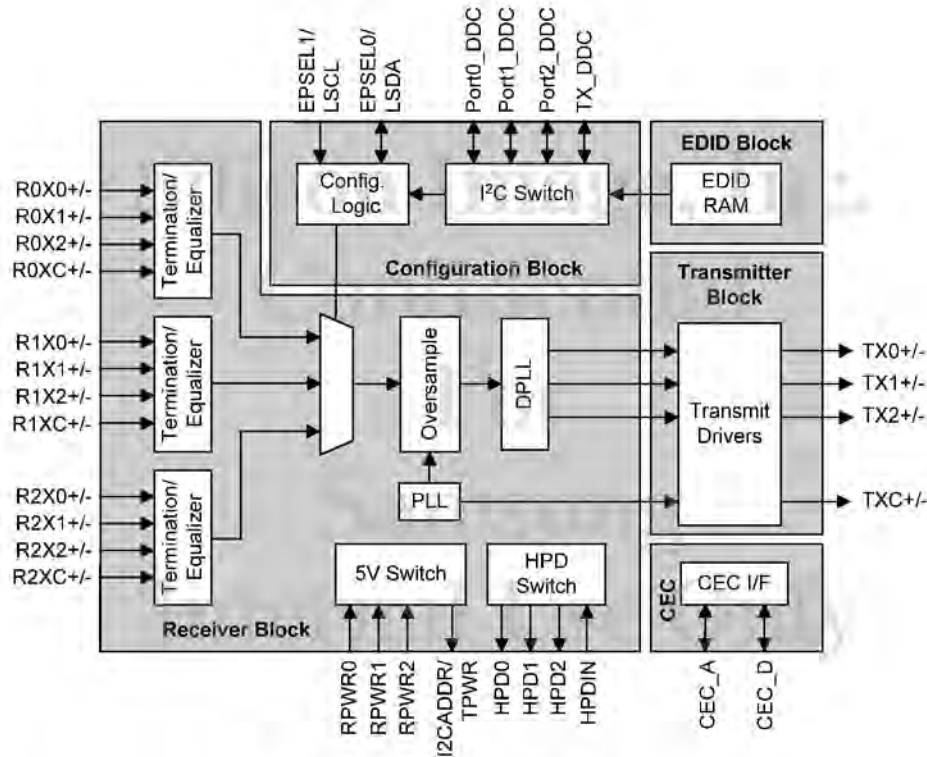 EPSEL1/
LSCL
EPSEL0/
LSDA
Port0_DDC
Port1_DDC
Port2_DDC
TX_DDC
Config.
Logic
I²C Switch
Configuration Block
EDID Block
EDID
RAM
R0X0+/-
R0X1+/-
R0X2+/-
R0XC+/-
Termination/
Equalizer
R1X0+/-
R1X1+/-
R1X2+/-
R1XC+/-
Termination/
Equalizer
R2X0+/-
R2X1+/-
R2X2+/-
R2XC+/-
Termination/
Equalizer
Oversample
DPLL
PLL
Transmitter
Block
Transmit
Drivers
TX0+/-
TX1+/-
TX2+/-
TXC+/-
5V Switch
HPD
Switch
Receiver Block
CEC
CEC I/F
RPWR0
RPWR1
RPWR2
I2CADDR/
TPWR
HPD0
HPD1
HPD2
HPDIN
CEC_A
CEC_D